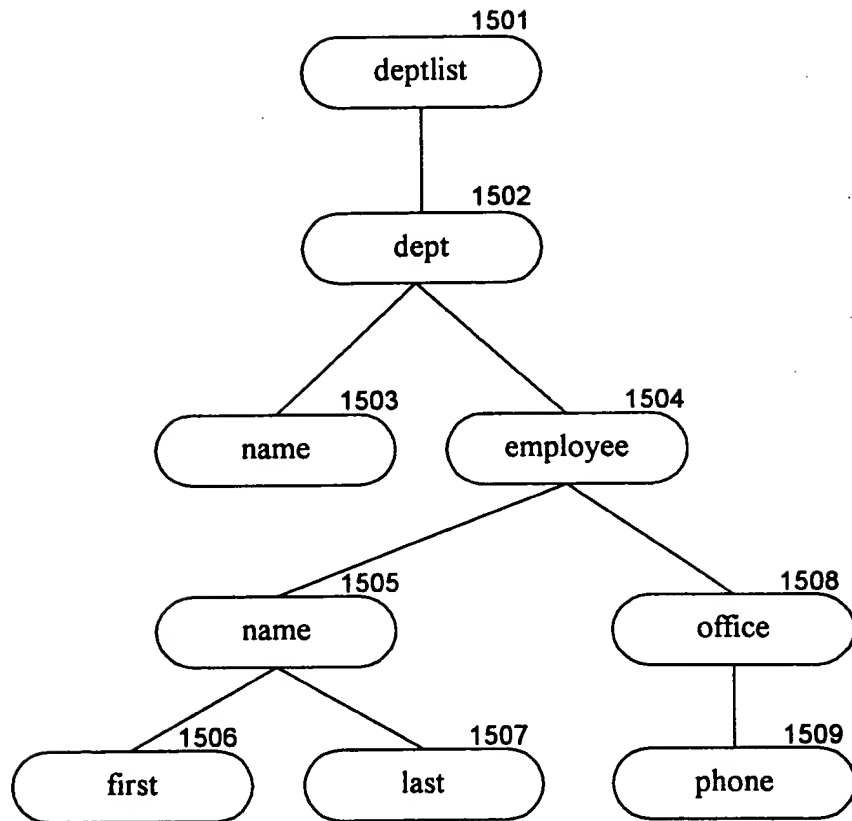 1501
deptlist
1502
dept
1503
name
1504
employee
1505
name
1508
office
1506
first
1507
last
1509
phone